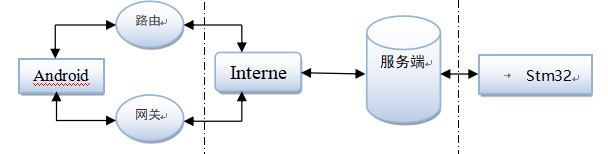 路由
Android
Interne
服务端
Stm32
网关